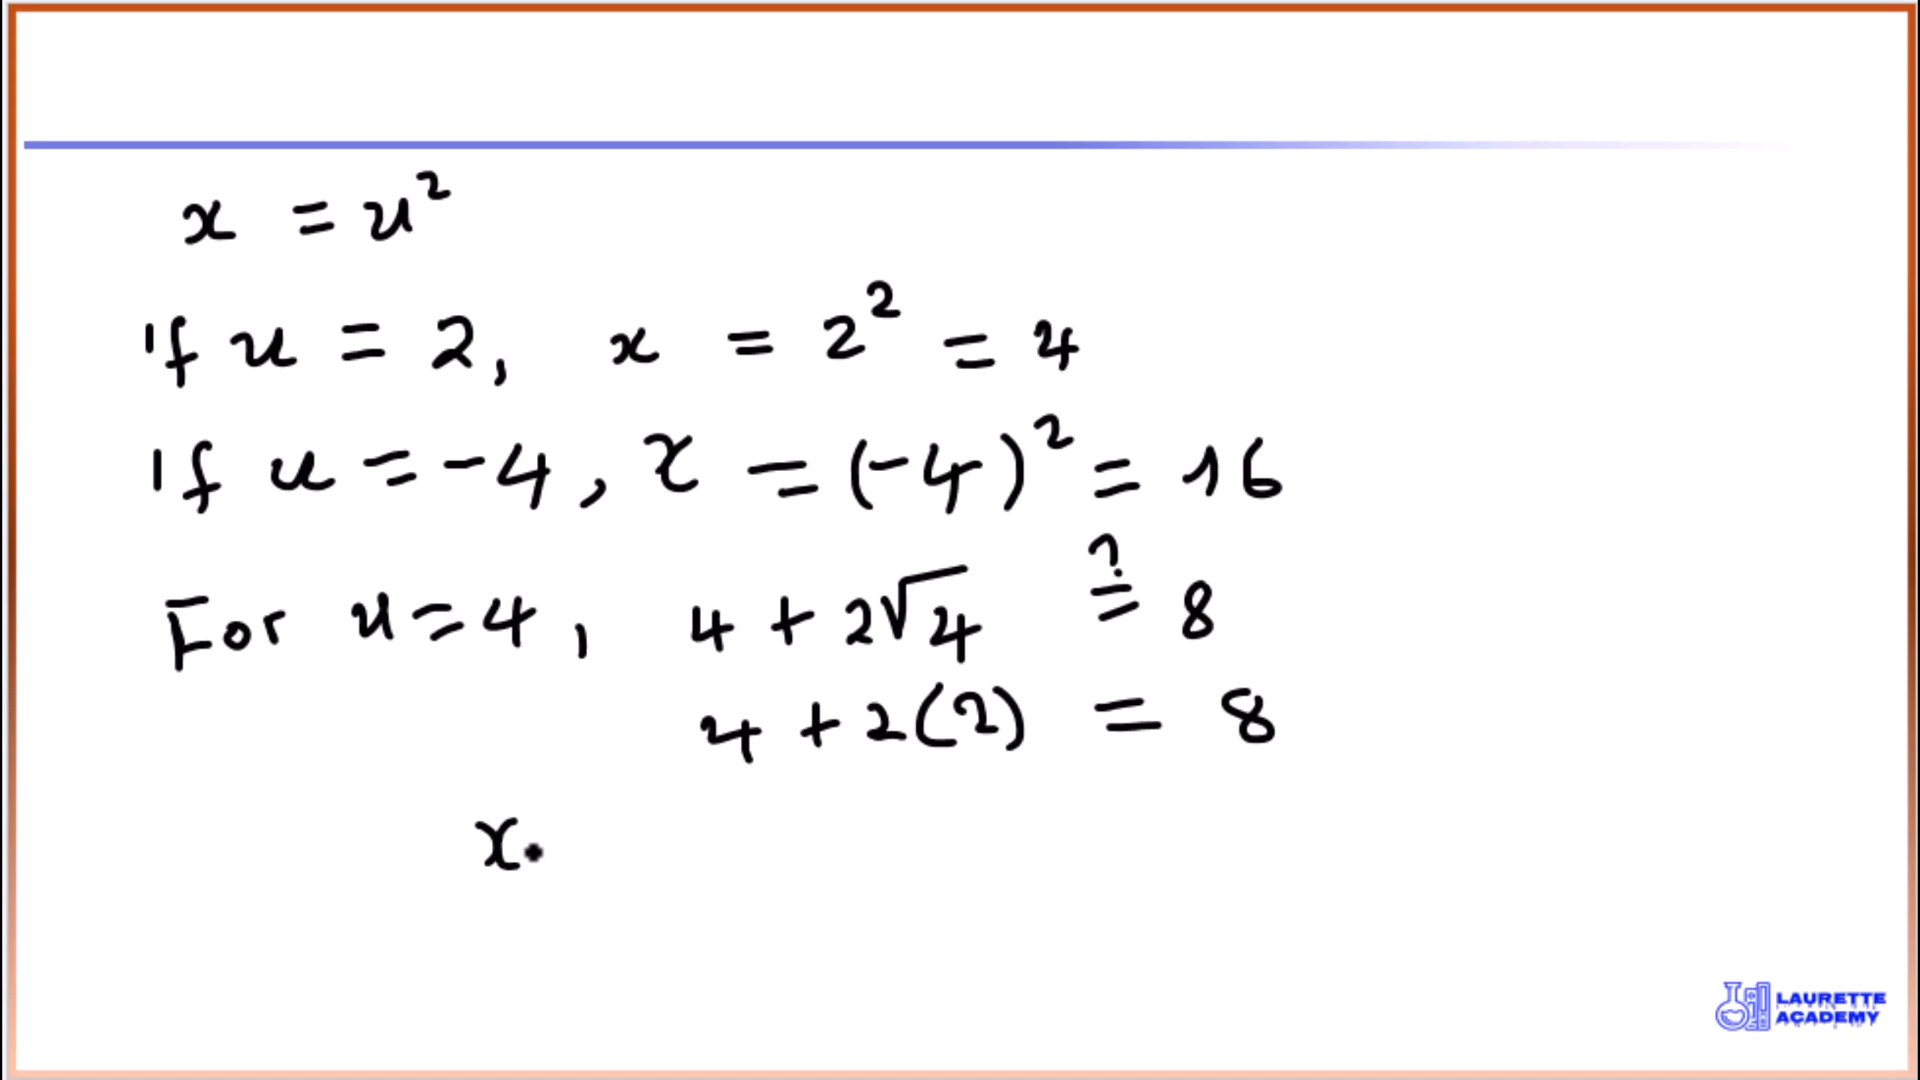 x = u²
If u = 2, x = 2² = 4
If u = -4, x = (-4)² = 16
For u = 4, 4 + 2√4 ≟ 8
4 + 2(2) = 8
x.
LAURETTE
ACADEMY